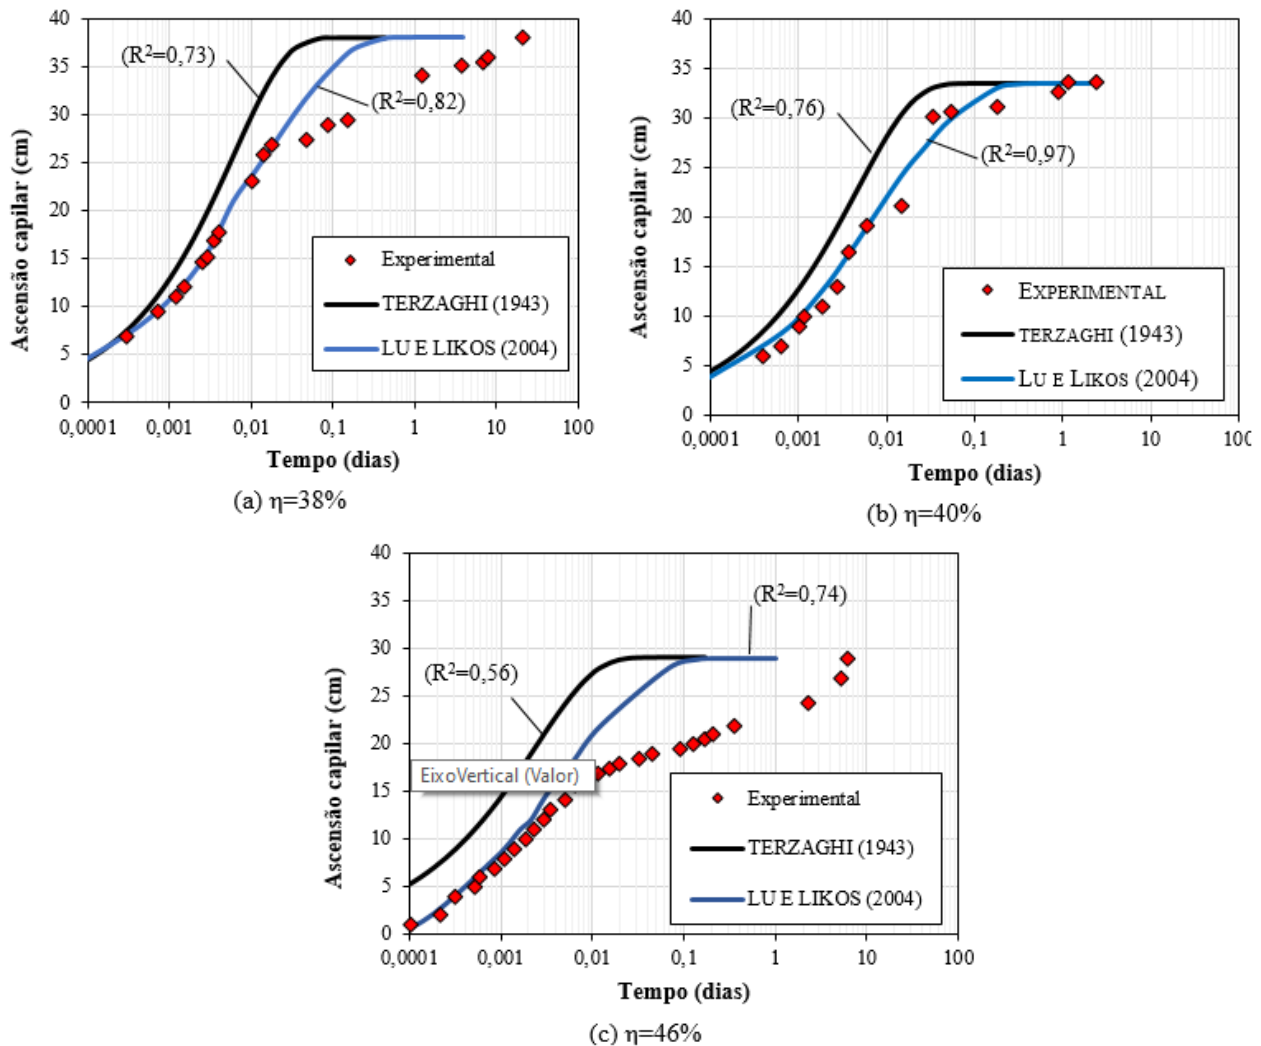 40
35
30
25
20
15
10
5
0
Ascensão capilar (cm)
(R²=0,73)
(R²=0,82)
Experimental
TERZAGHI (1943)
LU E LIKOS (2004)
0,0001 0,001 0,01 0,1 1 10 100
Tempo (dias)
(a) η=38%
40
35
30
25
20
15
10
5
0
Ascensão capilar (cm)
(R²=0,76)
(R²=0,97)
EXPERIMENTAL
TERZAGHI (1943)
LU E LIKOS (2004)
0,0001 0,001 0,01 0,1 1 10 100
Tempo (dias)
(b) η=40%
40
35
30
25
20
15
10
5
0
Ascensão capilar (cm)
(R²=0,74)
(R²=0,56)
EixoVertical (Valor)
Experimental
TERZAGHI (1943)
LU E LIKOS (2004)
0,0001 0,001 0,01 0,1 1 10 100
Tempo (dias)
(c) η=46%